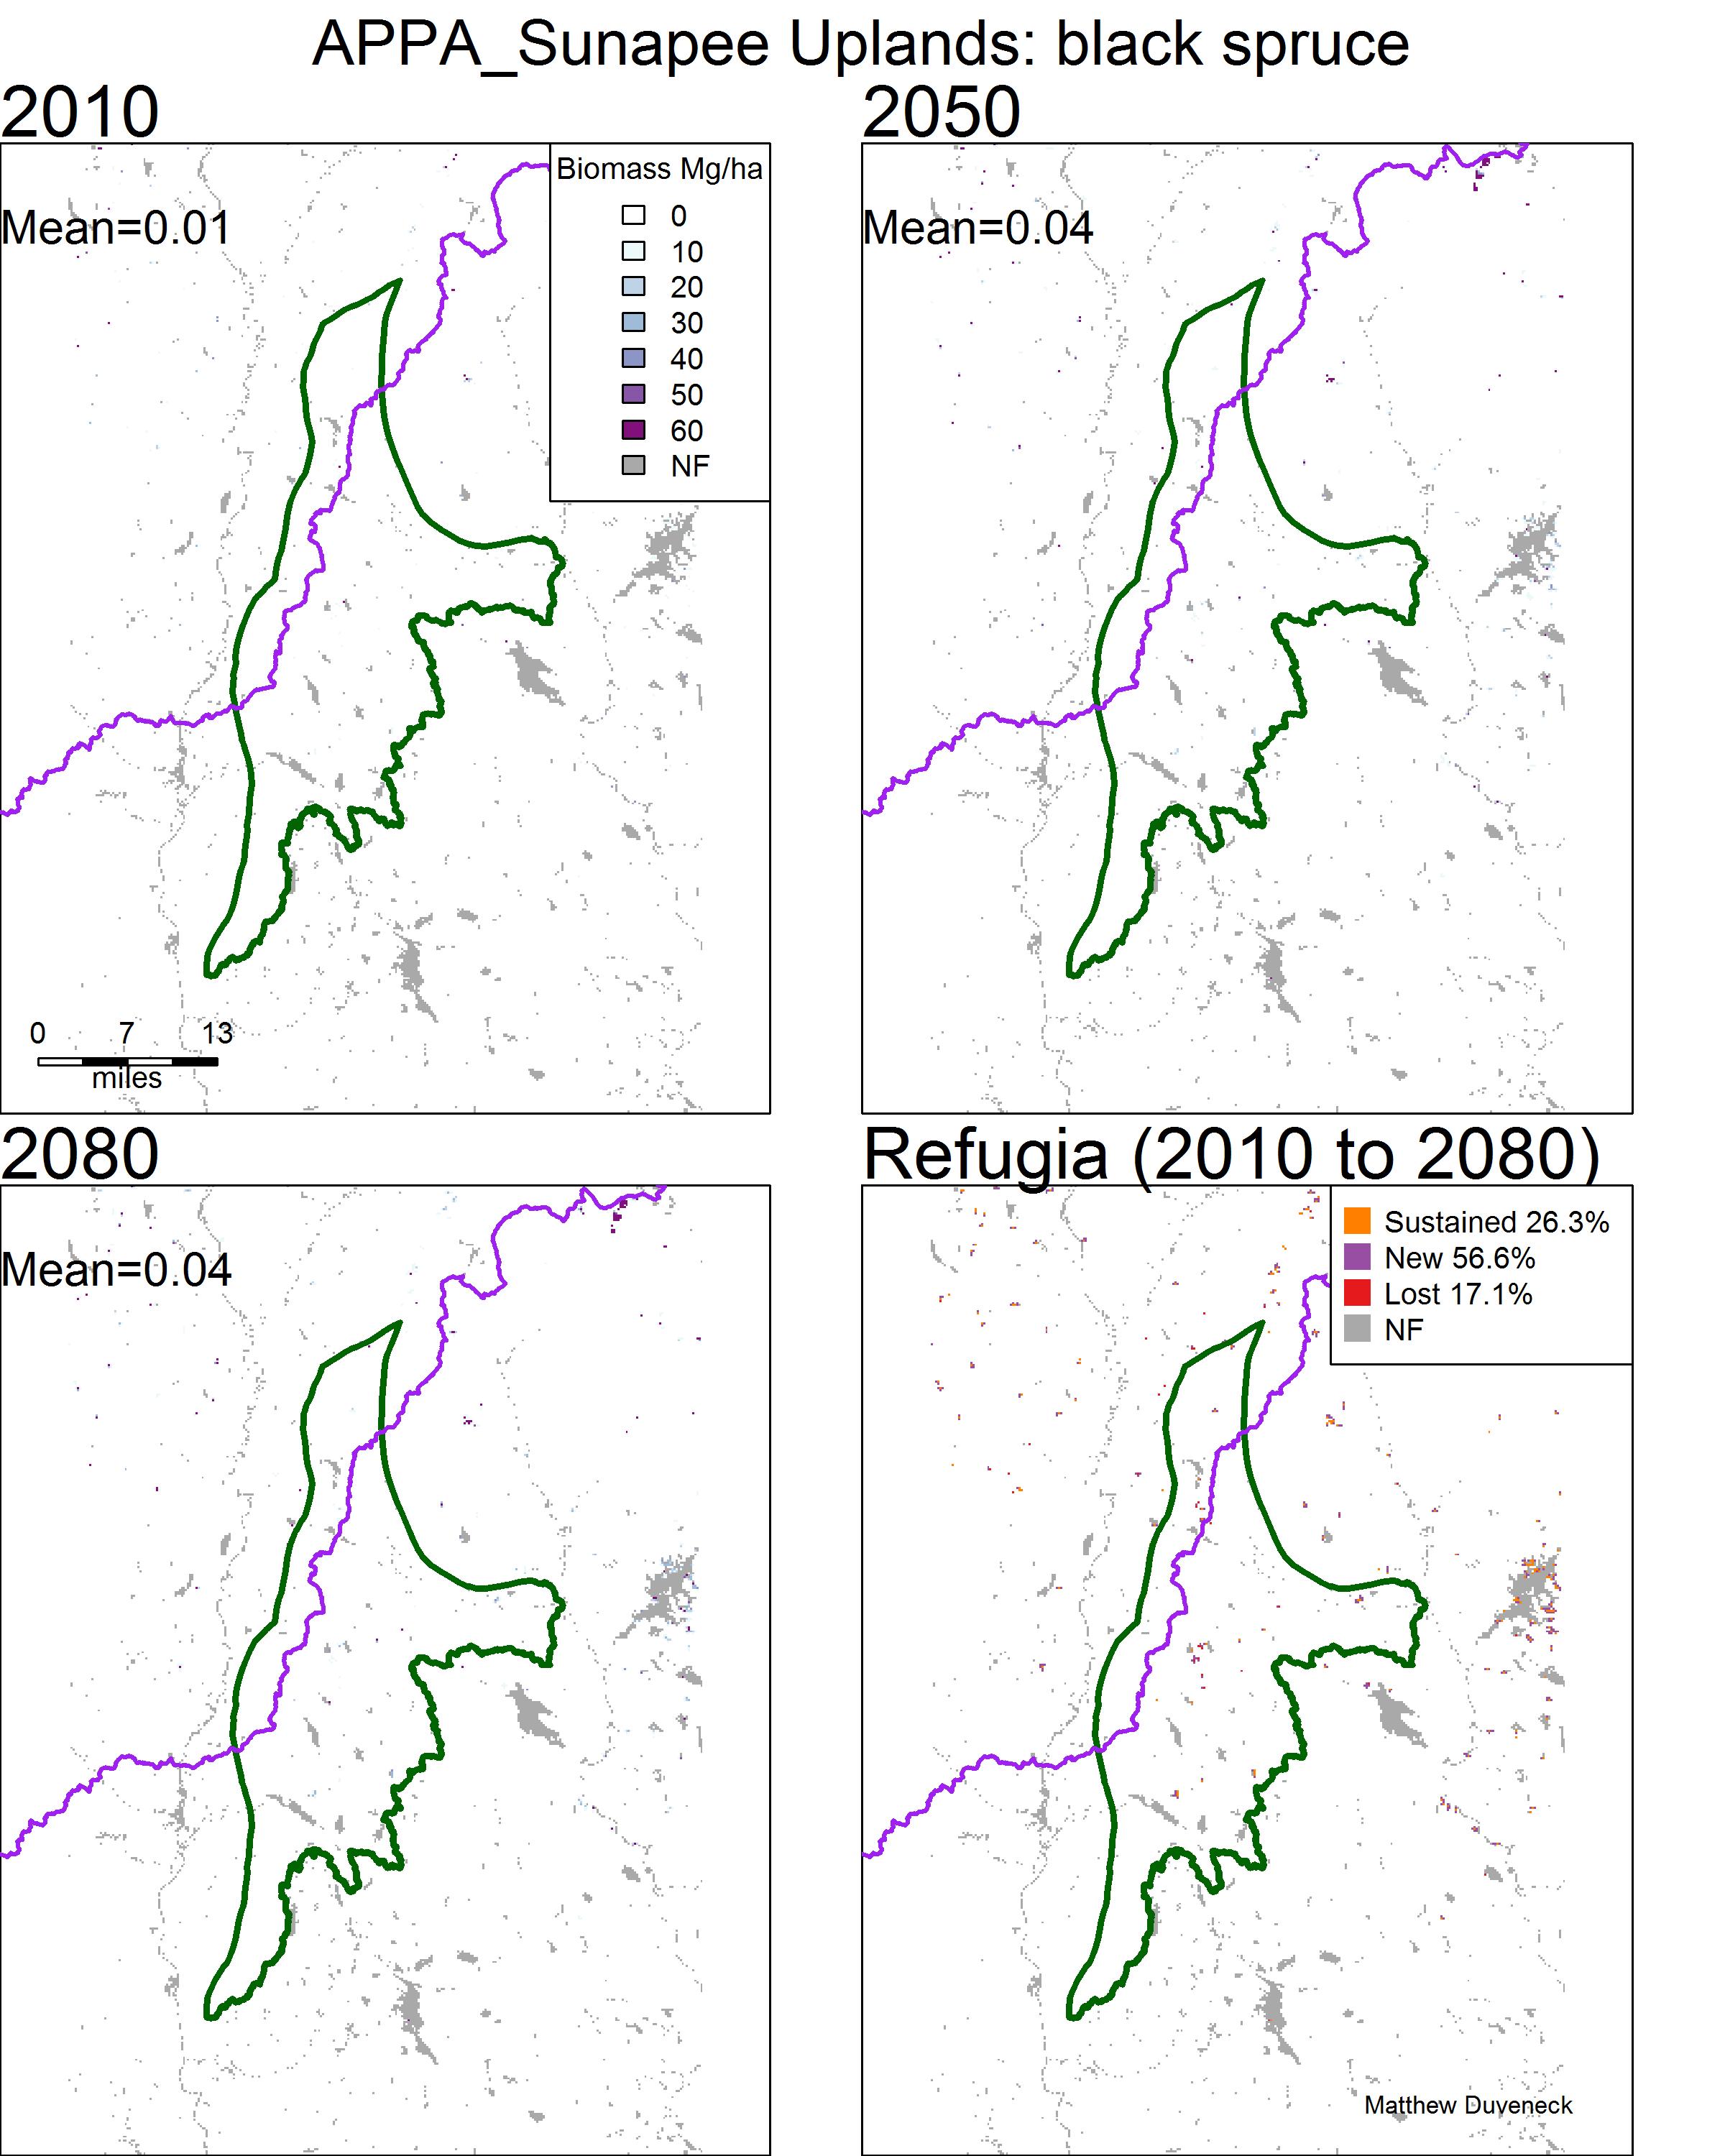 APPA_Sunapee Uplands: black spruce
2010
Biomass Mg/ha
0
10
20
30
40
50
60
NF
Mean=0.01
0 7 13
miles
2050
Mean=0.04
2080
Mean=0.04
Refugia (2010 to 2080)
Sustained 26.3%
New 56.6%
Lost 17.1%
NF
Matthew Duveneck